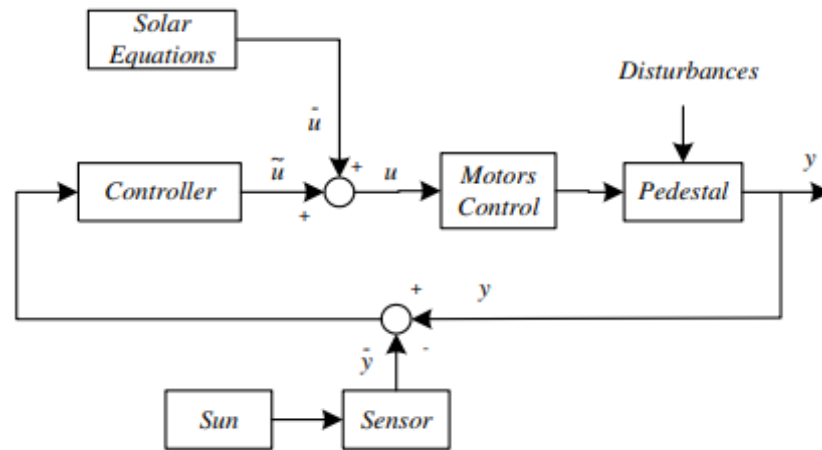 Solar
Equations
Disturbances
ū
ũ
+
u
y
Controller
+
Motors
Control
Pedestal
+
y
ȳ
-
Sun
Sensor